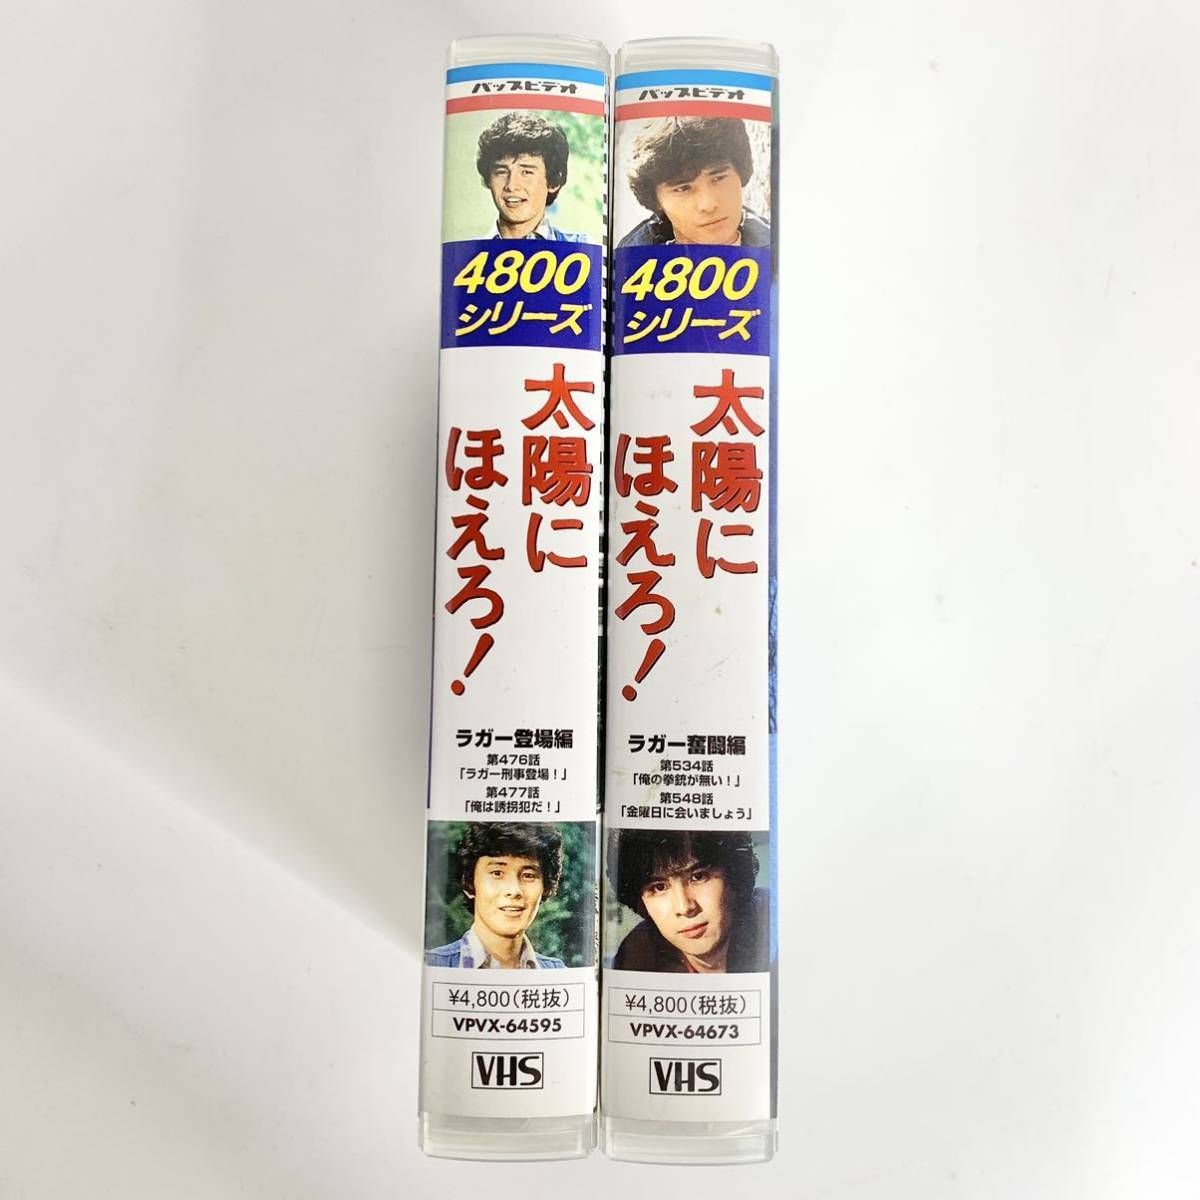 バップビデオ
4800
シリーズ
太陽に
ほえろ!
ラガー登場編
第476話
「ラガー刑事登場!」
第477話
「俺は誘拐犯だ!」
¥4,800(税抜)
VPVX-64595
VHS
バップビデオ
4800
シリーズ
太陽に
ほえろ!
ラガー奮闘編
第534話
「俺の拳銃が無い!」
第548話
「金曜日に会いましょう」
¥4,800(税抜)
VPVX-64673
VHS